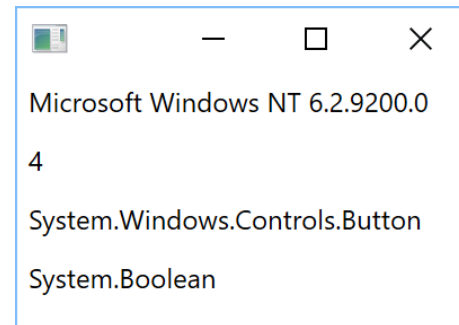 Microsoft Windows NT 6.2.9200.0
4
System.Windows.Controls.Button
System.Boolean